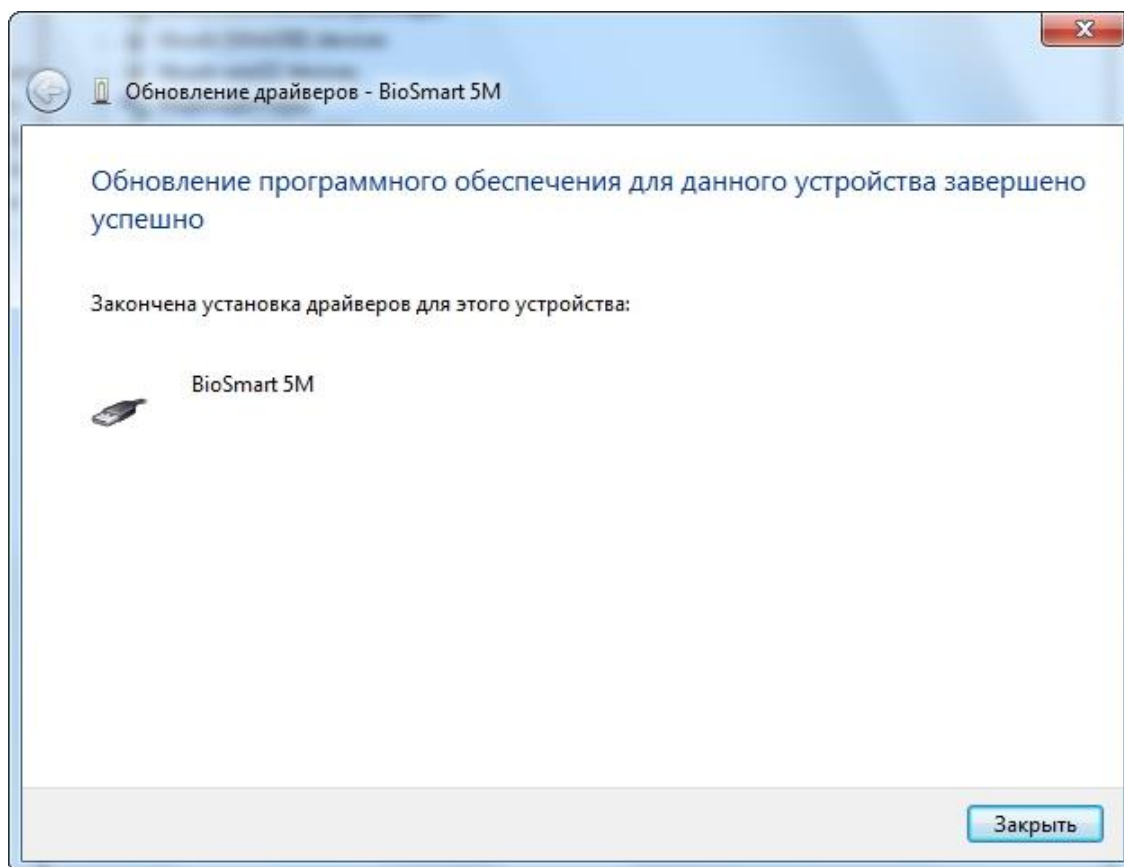 Обновление драйверов - BioSmart 5M
Обновление программного обеспечения для данного устройства завершено
успешно
Закончена установка драйверов для этого устройства:
BioSmart 5M
Закрыть